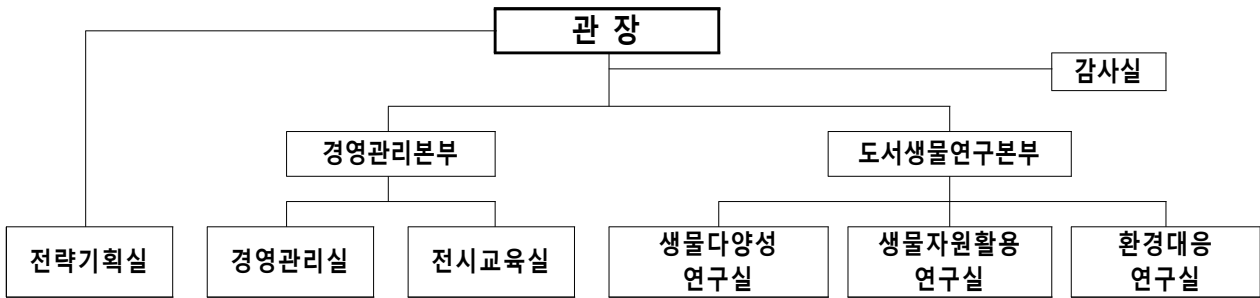 관 장
감사실
경영관리본부
도서생물연구본부
전략기획실
경영관리실
전시교육실
생물다양성
연구실
생물자원활용
연구실
환경대응
연구실